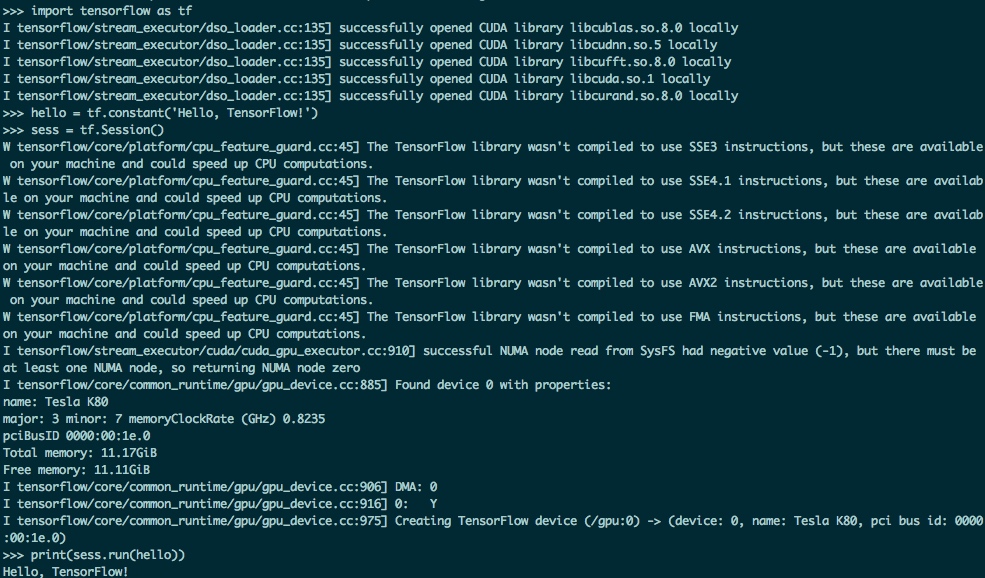 >>> import tensorflow as tf
I tensorflow/stream_executor/dso_loader.cc:135] successfully opened CUDA library libcublas.so.8.0 locally
I tensorflow/stream_executor/dso_loader.cc:135] successfully opened CUDA library libcudnn.so.5 locally
I tensorflow/stream_executor/dso_loader.cc:135] successfully opened CUDA library libcufft.so.8.0 locally
I tensorflow/stream_executor/dso_loader.cc:135] successfully opened CUDA library libcuda.so.1 locally
I tensorflow/stream_executor/dso_loader.cc:135] successfully opened CUDA library libcurand.so.8.0 locally
>>> hello = tf.constant('Hello, TensorFlow!')
>>> sess = tf.Session()
W tensorflow/core/platform/cpu_feature_guard.cc:45] The TensorFlow library wasn't compiled to use SSE3 instructions, but these are available
 on your machine and could speed up CPU computations.
W tensorflow/core/platform/cpu_feature_guard.cc:45] The TensorFlow library wasn't compiled to use SSE4.1 instructions, but these are availab
le on your machine and could speed up CPU computations.
W tensorflow/core/platform/cpu_feature_guard.cc:45] The TensorFlow library wasn't compiled to use SSE4.2 instructions, but these are availab
le on your machine and could speed up CPU computations.
W tensorflow/core/platform/cpu_feature_guard.cc:45] The TensorFlow library wasn't compiled to use AVX instructions, but these are available
on your machine and could speed up CPU computations.
W tensorflow/core/platform/cpu_feature_guard.cc:45] The TensorFlow library wasn't compiled to use AVX2 instructions, but these are available
 on your machine and could speed up CPU computations.
W tensorflow/core/platform/cpu_feature_guard.cc:45] The TensorFlow library wasn't compiled to use FMA instructions, but these are available
on your machine and could speed up CPU computations.
I tensorflow/stream_executor/cuda/cuda_gpu_executor.cc:910] successful NUMA node read from SysFS had negative value (-1), but there must be
at least one NUMA node, so returning NUMA node zero
I tensorflow/core/common_runtime/gpu/gpu_device.cc:885] Found device 0 with properties:
name: Tesla K80
major: 3 minor: 7 memoryClockRate (GHz) 0.8235
pciBusID 0000:00:1e.0
Total memory: 11.17GiB
Free memory: 11.11GiB
I tensorflow/core/common_runtime/gpu/gpu_device.cc:906] DMA: 0
I tensorflow/core/common_runtime/gpu/gpu_device.cc:916] 0:   Y
I tensorflow/core/common_runtime/gpu/gpu_device.cc:975] Creating TensorFlow device (/gpu:0) -> (device: 0, name: Tesla K80, pci bus id: 0000
:00:1e.0)
>>> print(sess.run(hello))
Hello, TensorFlow!